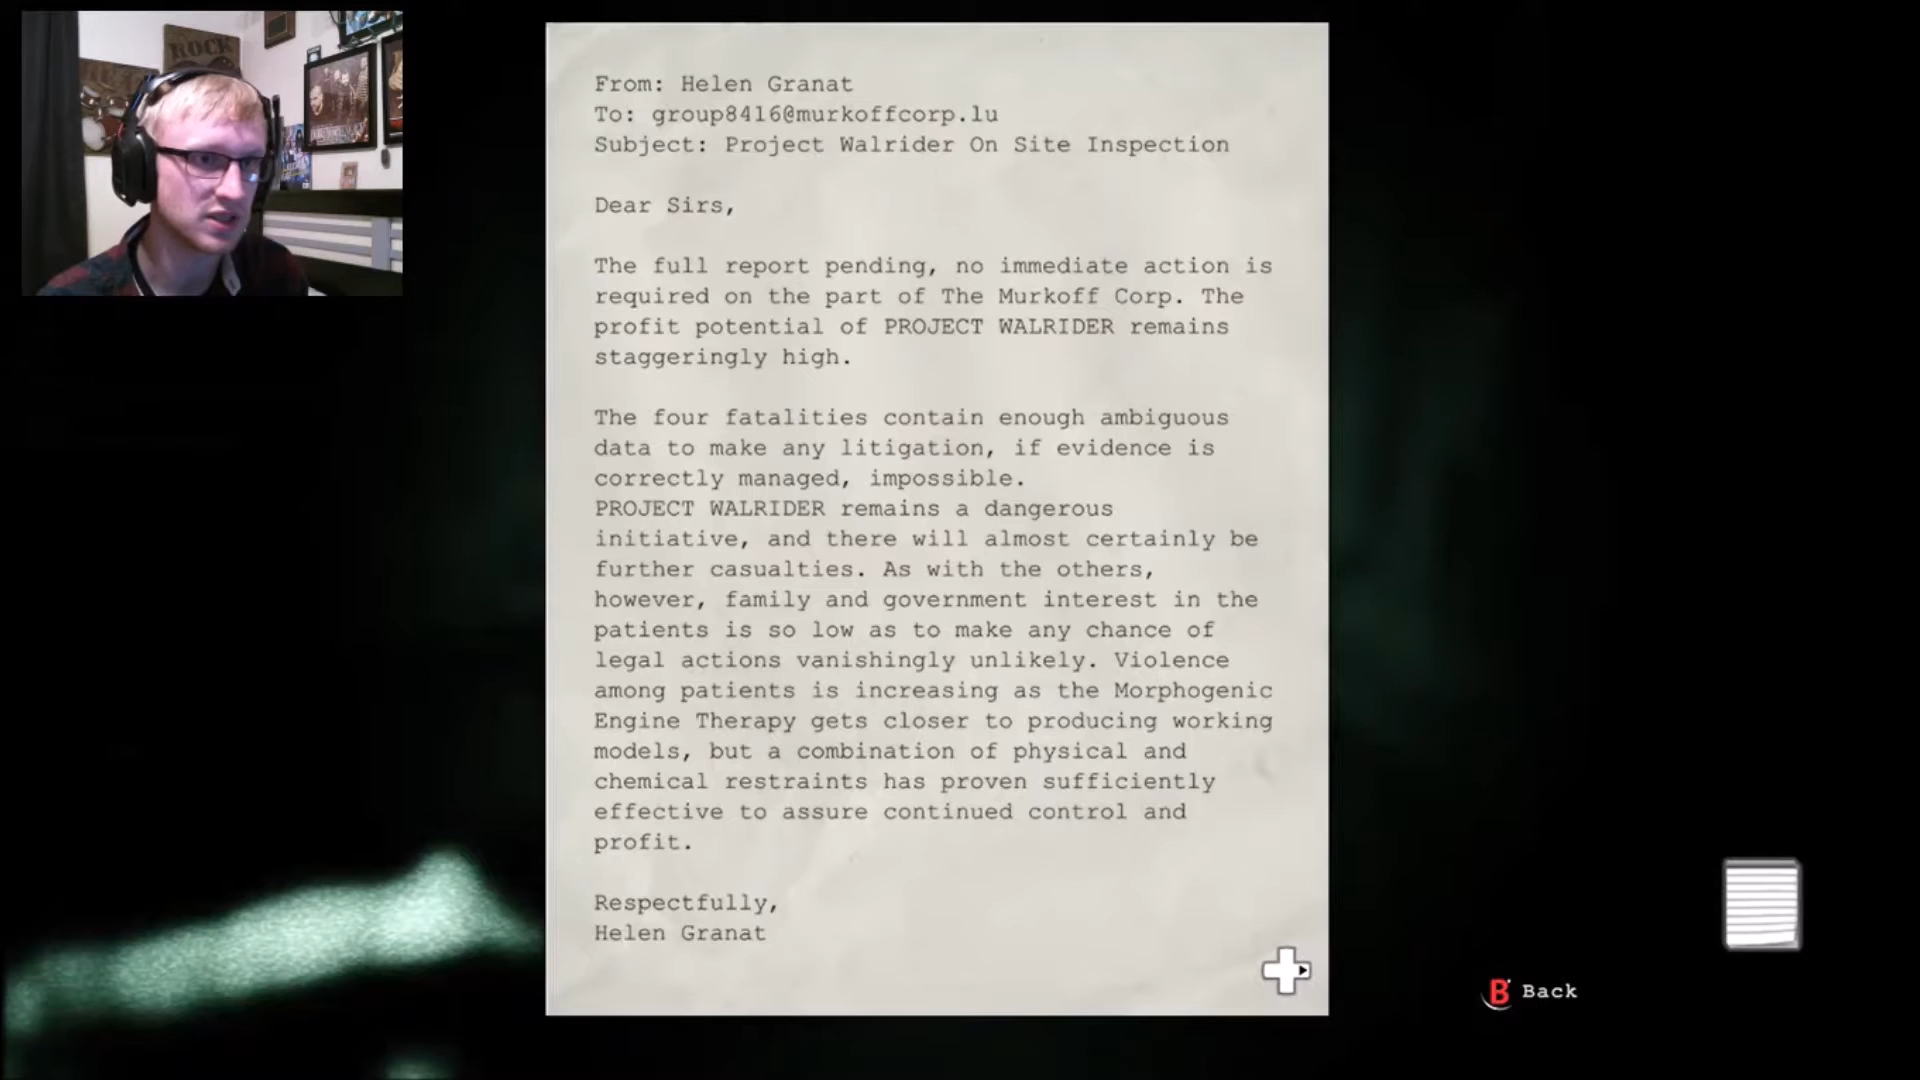 ROCK
From: Helen Granat
To: group8416@murkoffcorp.lu
Subject: Project Walrider On Site Inspection
Dear Sirs,
The full report pending, no immediate action is
required on the part of The Murkoff Corp. The
profit potential of PROJECT WALRIDER remains
staggeringly high.
The four fatalities contain enough ambiguous
data to make any litigation, if evidence is
correctly managed, impossible.
PROJECT WALRIDER remains a dangerous
initiative, and there will almost certainly be
further casualties. As with the others,
however, family and government interest in the
patients is so low as to make any chance of
legal actions vanishingly unlikely. Violence
among patients is increasing as the Morphogenic
Engine Therapy gets closer to producing working
models, but a combination of physical and
chemical restraints has proven sufficiently
effective to assure continued control and
profit.
Respectfully,
Helen Granat
B Back